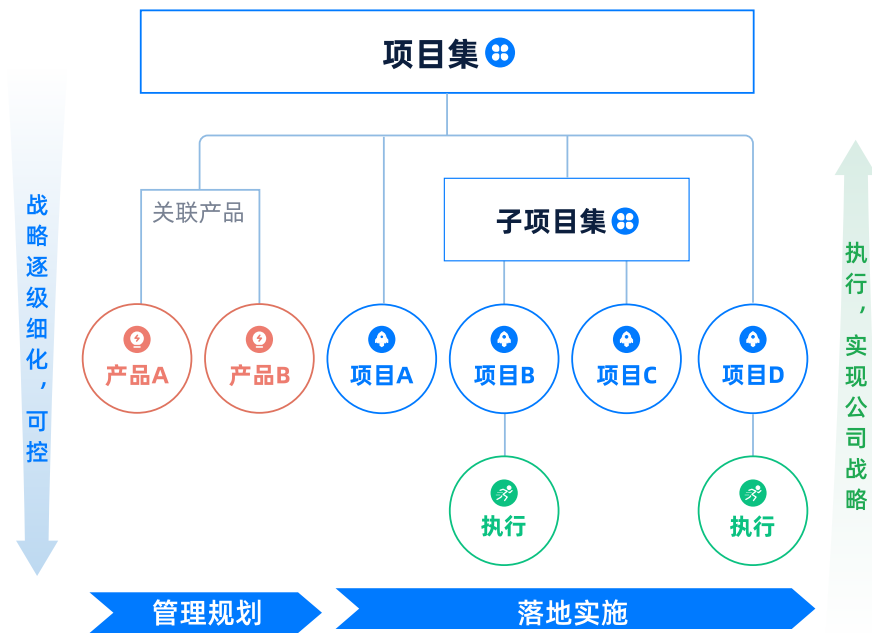 项目集
关联产品
子项目集
产品A
产品B
项目A
项目B
项目C
项目D
执行
执行
战略逐级细化，可控
执行，实现公司战略
管理规划
落地实施